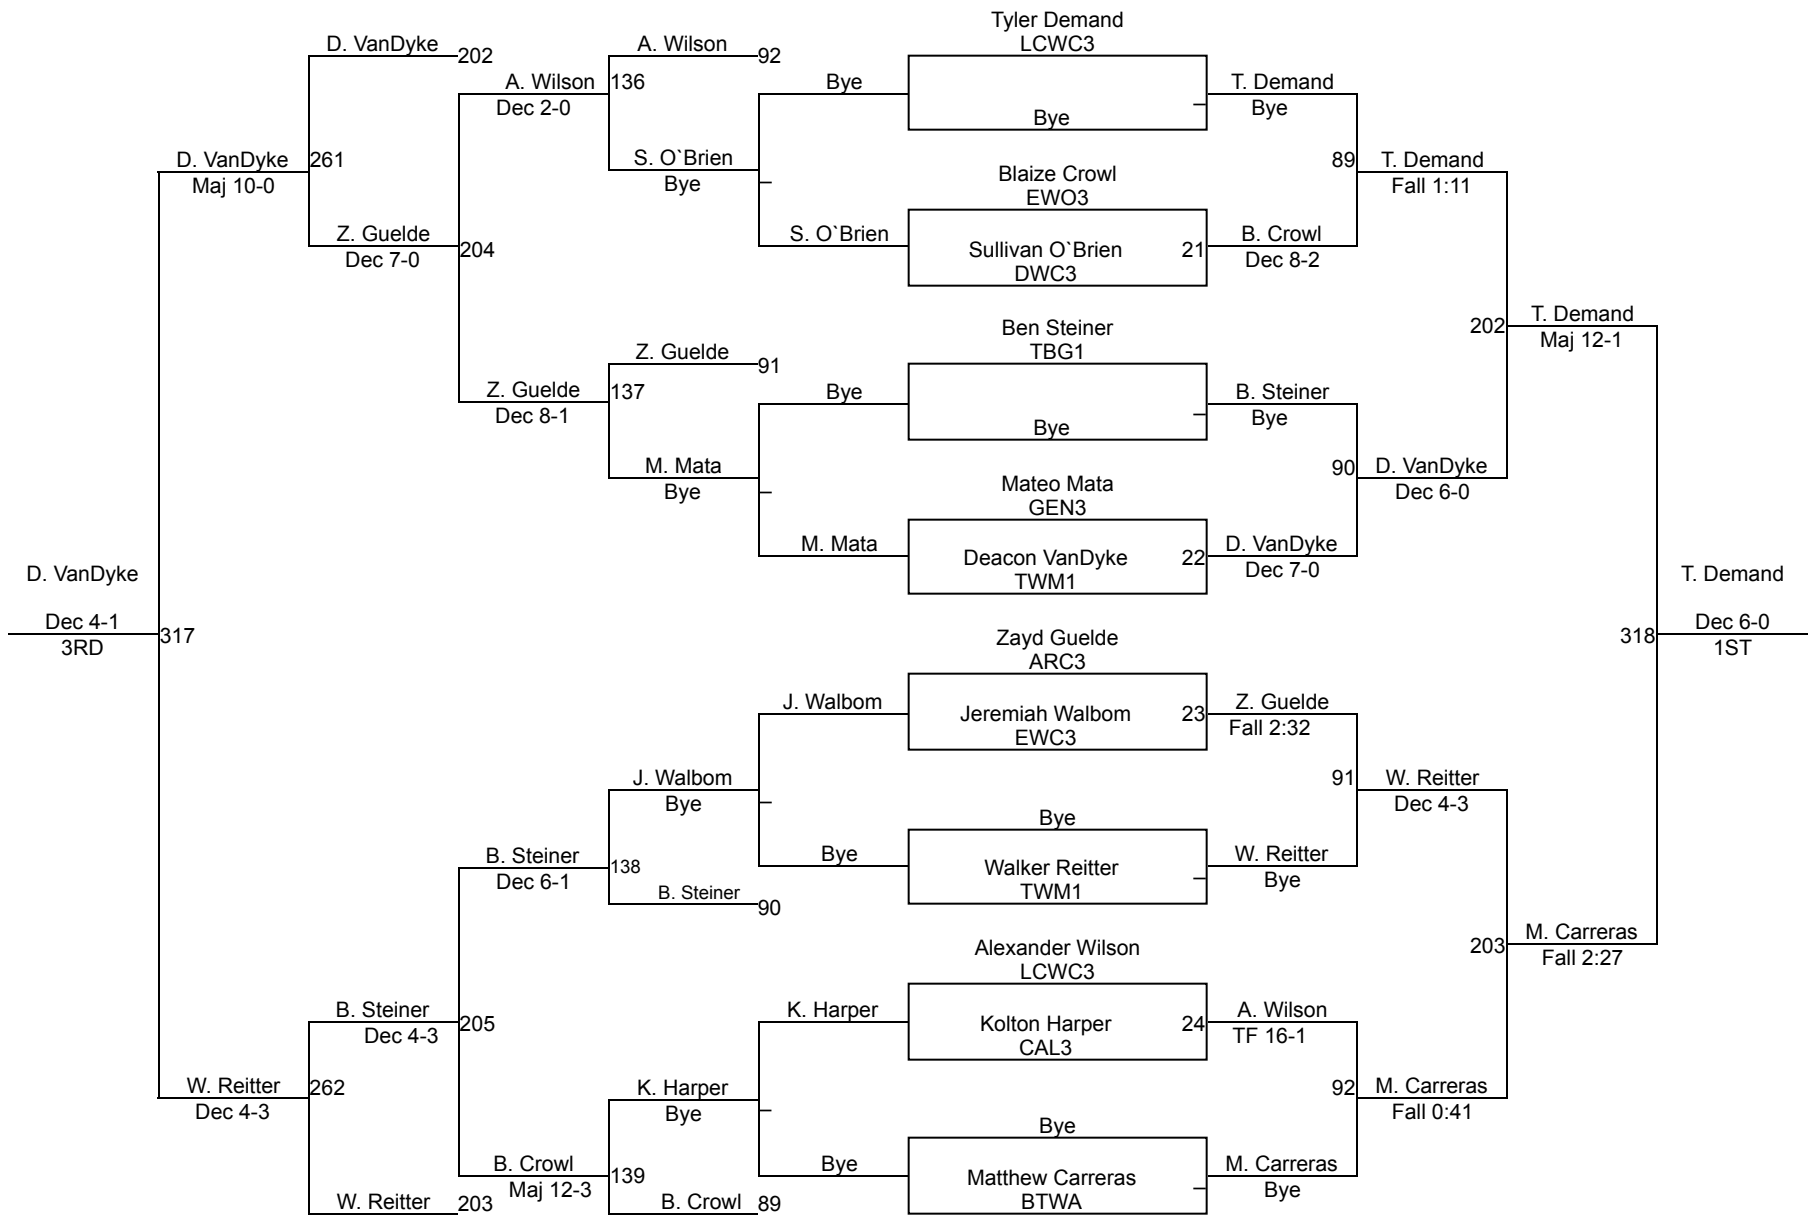 Tyler Demand
LCWC3
D. VanDyke
202
A. Wilson
92
A. Wilson
136
Dec 2-0
Bye
Bye
T. Demand
Bye
D. VanDyke
261
Maj 10-0
S. O`Brien
Bye
89
T. Demand
Fall 1:11
Blaize Crowl
EWO3
Z. Guelde
204
Dec 7-0
S. O`Brien
Sullivan O`Brien
21
DWC3
B. Crowl
Dec 8-2
Ben Steiner
TBG1
202
T. Demand
Maj 12-1
Z. Guelde
91
Z. Guelde
137
Dec 8-1
Bye
Bye
B. Steiner
Bye
M. Mata
Bye
90
D. VanDyke
Dec 6-0
Mateo Mata
GEN3
M. Mata
Deacon VanDyke
22
TWM1
D. VanDyke
Dec 7-0
D. VanDyke
Dec 4-1
317
3RD
T. Demand
318
Dec 6-0
1ST
Zayd Guelde
ARC3
J. Walbom
Jeremiah Walbom
23
EWC3
Z. Guelde
Fall 2:32
J. Walbom
Bye
91
W. Reitter
Dec 4-3
Bye
B. Steiner
138
Dec 6-1
Bye
Walker Reitter
TWM1
W. Reitter
Bye
B. Steiner
90
Alexander Wilson
LCWC3
203
M. Carreras
Fall 2:27
B. Steiner
205
Dec 4-3
K. Harper
Kolton Harper
24
CAL3
A. Wilson
TF 16-1
W. Reitter
262
Dec 4-3
K. Harper
Bye
92
M. Carreras
Fall 0:41
Bye
B. Crowl
139
Maj 12-3
Bye
Matthew Carreras
BTWA
M. Carreras
Bye
W. Reitter
203
B. Crowl
89